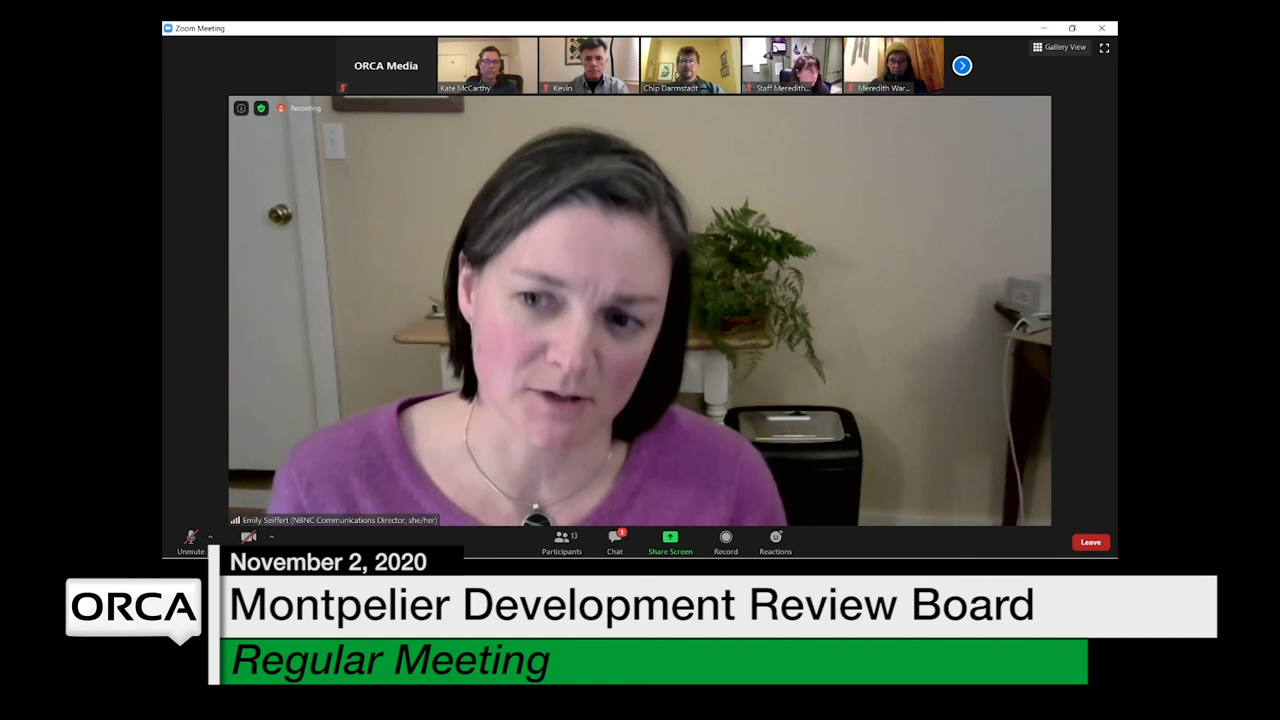 Zoom Meeting
ORCA Media
Kate McCarthy
Kevin
Chip Darmstadt
Staff Meredith...
Meredith War...
Gallery View
Recording
Emily Seiffert (NBNC Communications Director, she/her)
Unmute
Participants
13
Chat
1
Share Screen
Record
Reactions
Leave
November 2, 2020
ORCA
Montpelier Development Review Board
Regular Meeting